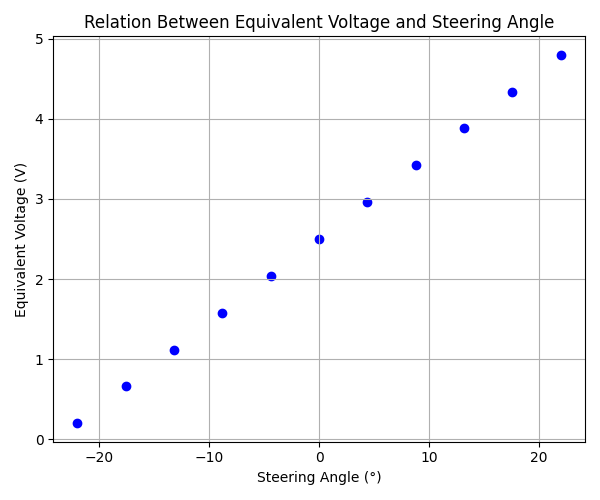 Relation Between Equivalent Voltage and Steering Angle
5
4
3
2
1
0
Equivalent Voltage (V)
−20 −10 0 10 20
Steering Angle (°)